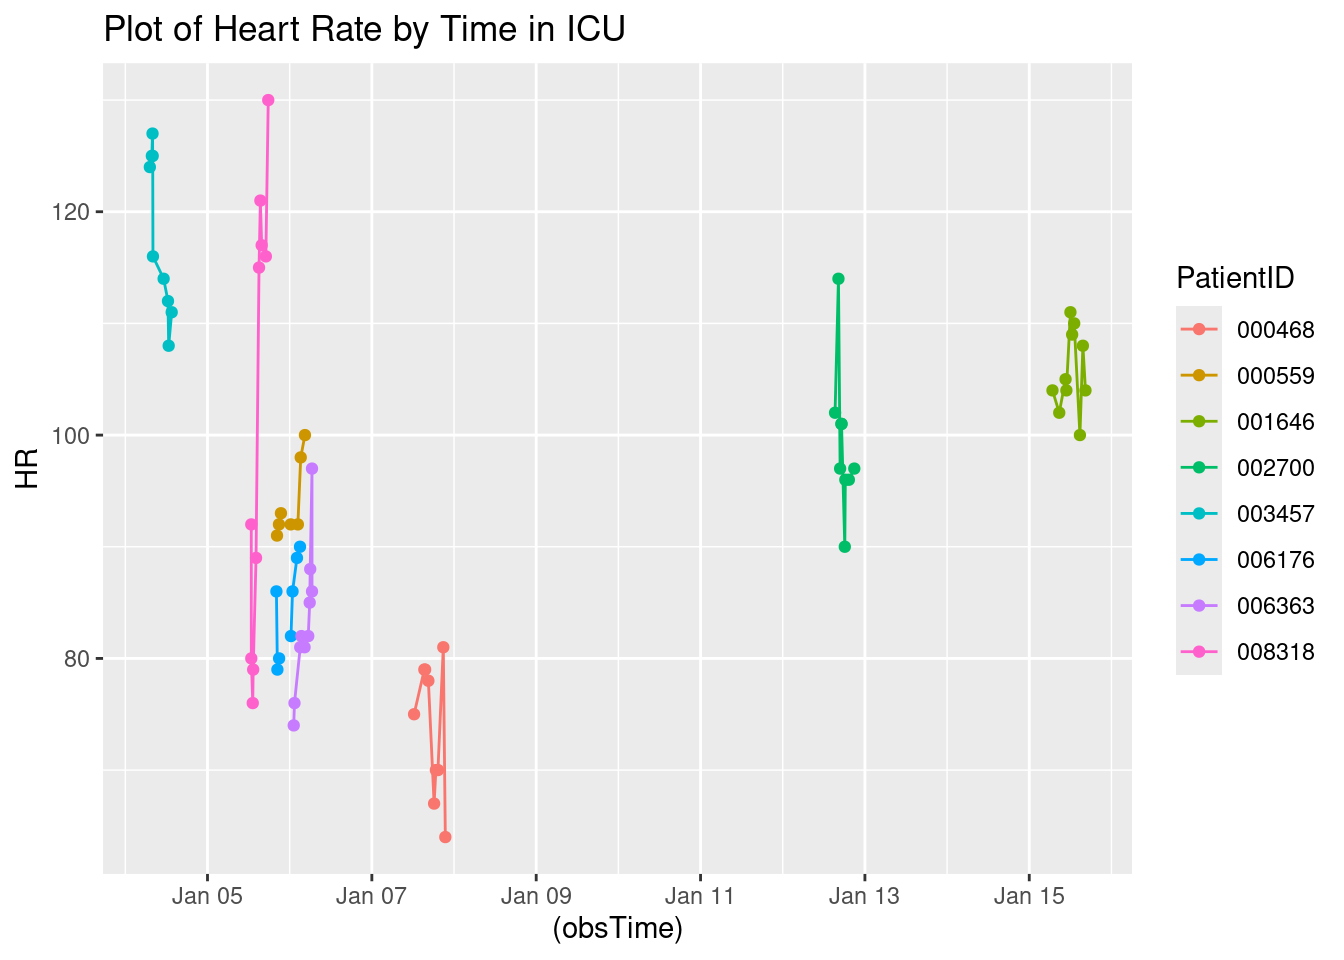 Plot of Heart Rate by Time in ICU
120
100
80
HR
Jan 05
Jan 07
Jan 09
Jan 11
Jan 13
Jan 15
(obsTime)
PatientID
000468
000559
001646
002700
003457
006176
006363
008318